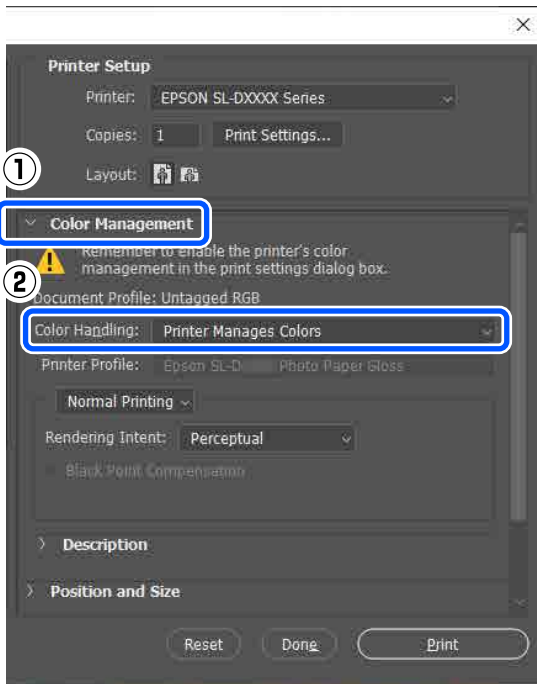 Printer Setup
Printer: EPSON SL-DXXXX Series
Copies: 1 Print Settings...
①
Layout:
Color Management
Remember to enable the printer's color
management in the print settings dialog box.
②
Document Profile: Untagged RGB
Color Handling: Printer Manages Colors
Printer Profile: Epson SL-D Photo Paper Gloss
Normal Printing
Rendering Intent: Perceptual
Black Point Compensation
Description
Position and Size
Reset Done Print